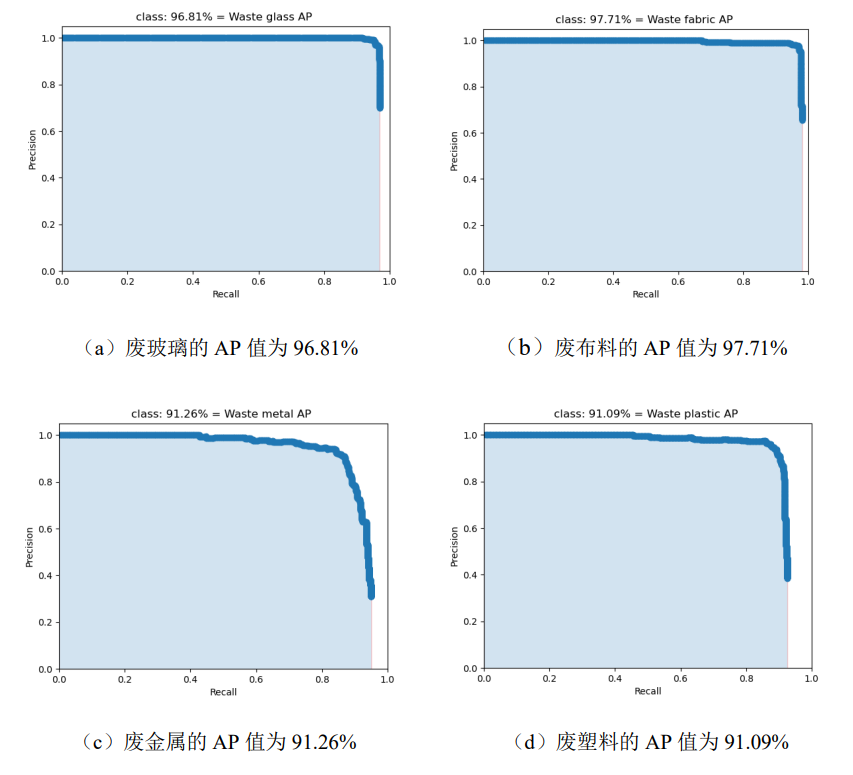 class: 96.81% = Waste glass AP
1.0
0.8
0.6
0.4
0.2
0.0
Precision
0.0 0.2 0.4 0.6 0.8 1.0
Recall
（a）废玻璃的 AP 值为 96.81%
class: 97.71% = Waste fabric AP
1.0
0.8
0.6
0.4
0.2
0.0
Precision
0.0 0.2 0.4 0.6 0.8 1.0
Recall
（b）废布料的 AP 值为 97.71%
class: 91.26% = Waste metal AP
1.0
0.8
0.6
0.4
0.2
0.0
Precision
0.0 0.2 0.4 0.6 0.8 1.0
Recall
（c）废金属的 AP 值为 91.26%
class: 91.09% = Waste plastic AP
1.0
0.8
0.6
0.4
0.2
0.0
Precision
0.0 0.2 0.4 0.6 0.8 1.0
Recall
（d）废塑料的 AP 值为 91.09%